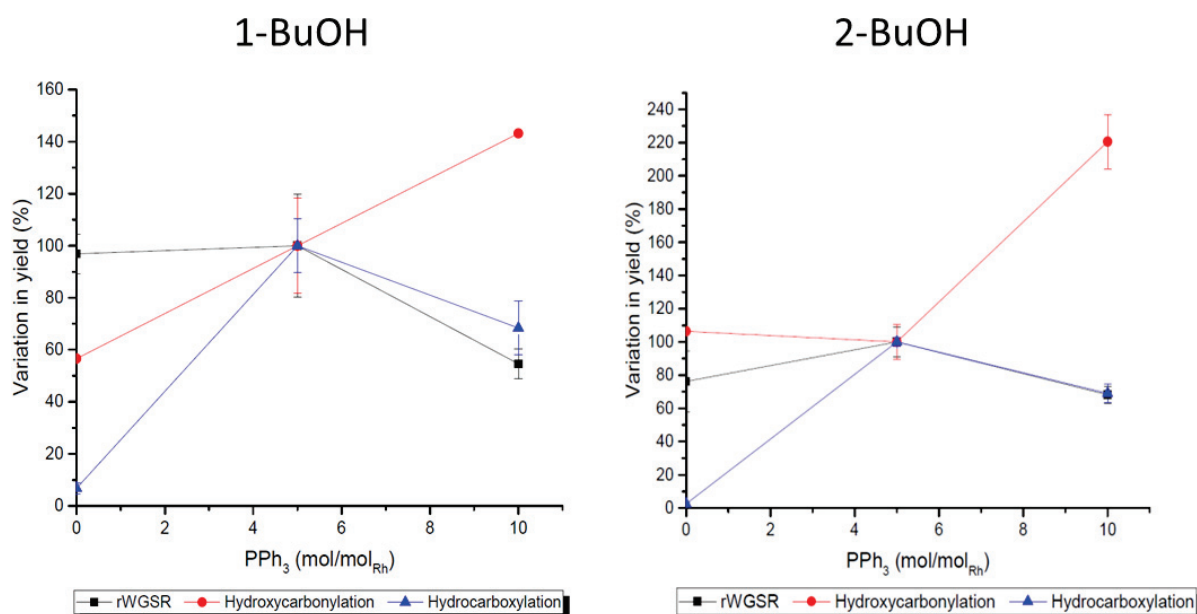 1-BuOH
Variation in yield (%)
160
140
120
100
80
60
40
20
0
0 2 4 6 8 10
PPh₃ (mol/mol_Rh)
rWGSR Hydroxycarbonylation Hydrocarboxylation
2-BuOH
Variation in yield (%)
240
220
200
180
160
140
120
100
80
60
40
20
0
0 2 4 6 8 10
PPh₃ (mol/mol_Rh)
rWGSR Hydroxycarbonylation Hydrocarboxylation